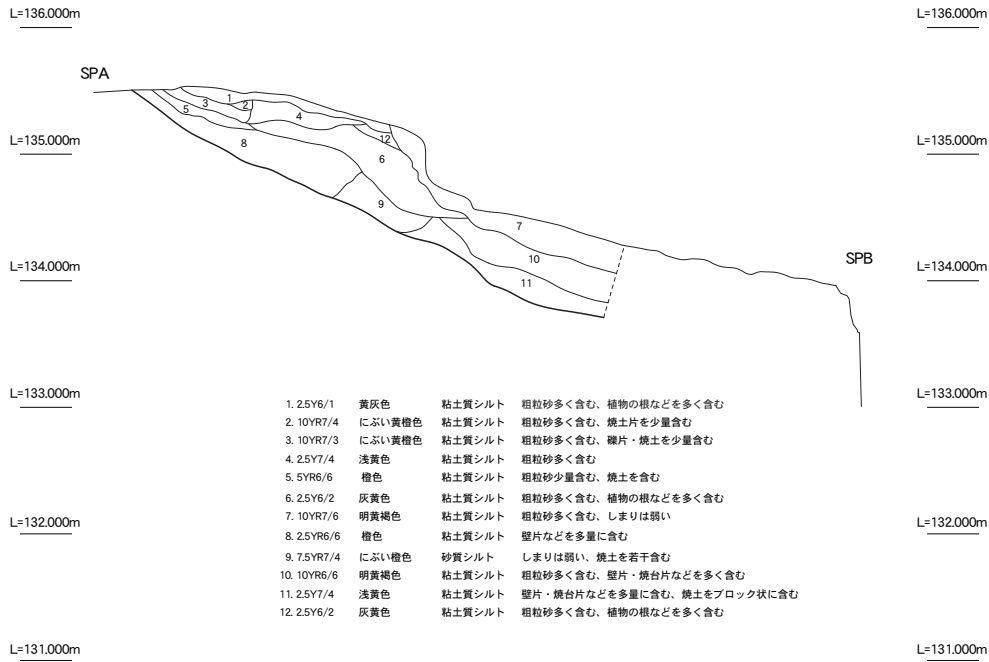 L=136.000m L=136.000m
SPA
1
3 2
5 4
L=135.000m 12 L=135.000m
8
6
9
7
SPB
10
L=134.000m L=134.000m
11
L=133.000m L=133.000m
1. 2.5Y6/1 黄灰色 粘土質シルト 粗粒砂多く含む、植物の根などを多く含む
2. 10YR7/4 にぶい黄橙色 粘土質シルト 粗粒砂多く含む、焼土片を少量含む
3. 10YR7/3 にぶい黄橙色 粘土質シルト 粗粒砂多く含む、礫片・焼土を少量含む
4. 2.5Y7/4 浅黄色 粘土質シルト 粗粒砂多く含む
5. 5YR6/6 橙色 粘土質シルト 粗粒砂少量含む、焼土を含む
6. 2.5Y6/2 灰黄色 粘土質シルト 粗粒砂多く含む、植物の根などを多く含む
7. 10YR7/6 明黄褐色 粘土質シルト 粗粒砂多く含む、しまりは弱い
8. 2.5YR6/6 橙色 粘土質シルト 壁片などを多量に含む
9. 7.5YR7/4 にぶい橙色 砂質シルト しまりは弱い、焼土を若干含む
10. 10YR6/6 明黄褐色 粘土質シルト 粗粒砂多く含む、壁片・焼台片などを多く含む
11. 2.5Y7/4 浅黄色 粘土質シルト 壁片・焼台片などを多量に含む、焼土をブロック状に含む
12. 2.5Y6/2 灰黄色 粘土質シルト 粗粒砂多く含む、植物の根などを多く含む
L=132.000m L=132.000m
L=131.000m L=131.000m